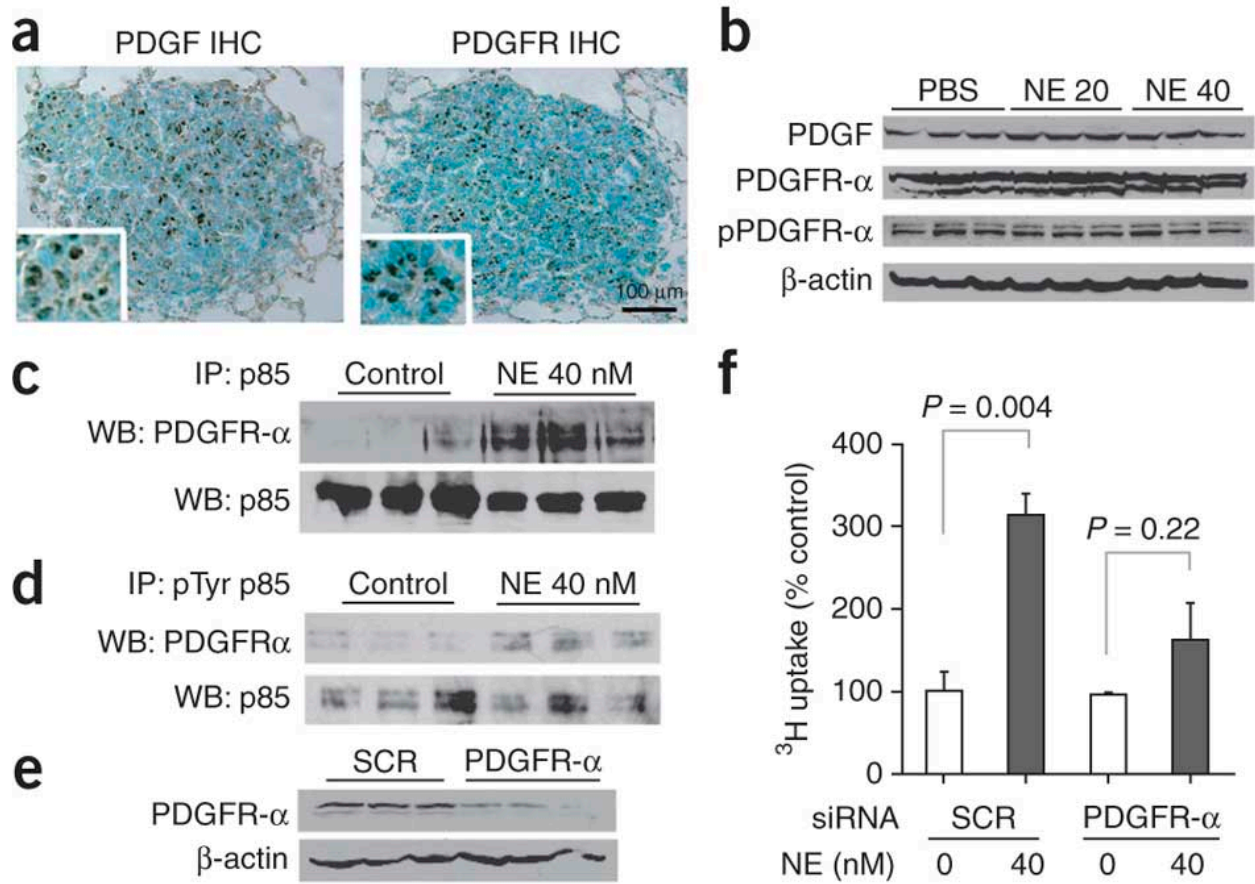 a
PDGF IHC
PDGFR IHC
100 μm
b
PBS NE 20 NE 40
PDGF
PDGFR-α
pPDGFR-α
β-actin
c
IP: p85 Control NE 40 nM
WB: PDGFR-α
WB: p85
d
IP: pTyr p85 Control NE 40 nM
WB: PDGFRα
WB: p85
e
SCR PDGFR-α
PDGFR-α
β-actin
f
P = 0.004
P = 0.22
³H uptake (% control)
400
300
200
100
0
siRNA SCR PDGFR-α
NE (nM) 0 40 0 40